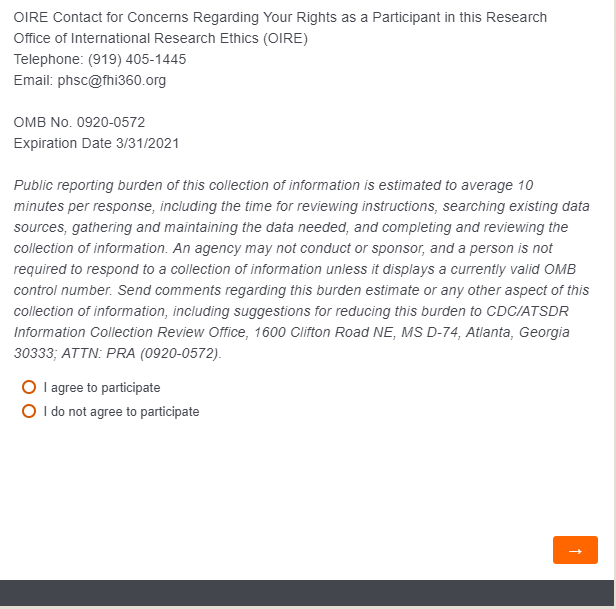 OIRE Contact for Concerns Regarding Your Rights as a Participant in this Research
Office of International Research Ethics (OIRE)
Telephone: (919) 405-1445
Email: phsc@fhi360.org
OMB No. 0920-0572
Expiration Date 3/31/2021
Public reporting burden of this collection of information is estimated to average 10
minutes per response, including the time for reviewing instructions, searching existing data
sources, gathering and maintaining the data needed, and completing and reviewing the
collection of information. An agency may not conduct or sponsor, and a person is not
required to respond to a collection of information unless it displays a currently valid OMB
control number. Send comments regarding this burden estimate or any other aspect of this
collection of information, including suggestions for reducing this burden to CDC/ATSDR
Information Collection Review Office, 1600 Clifton Road NE, MS D-74, Atlanta, Georgia
30333; ATTN: PRA (0920-0572).
I agree to participate
I do not agree to participate
→